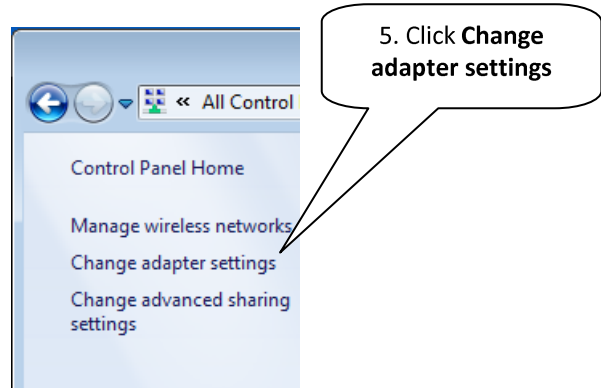 5. Click Change
adapter settings
« All Control
Control Panel Home
Manage wireless networks
Change adapter settings
Change advanced sharing
settings